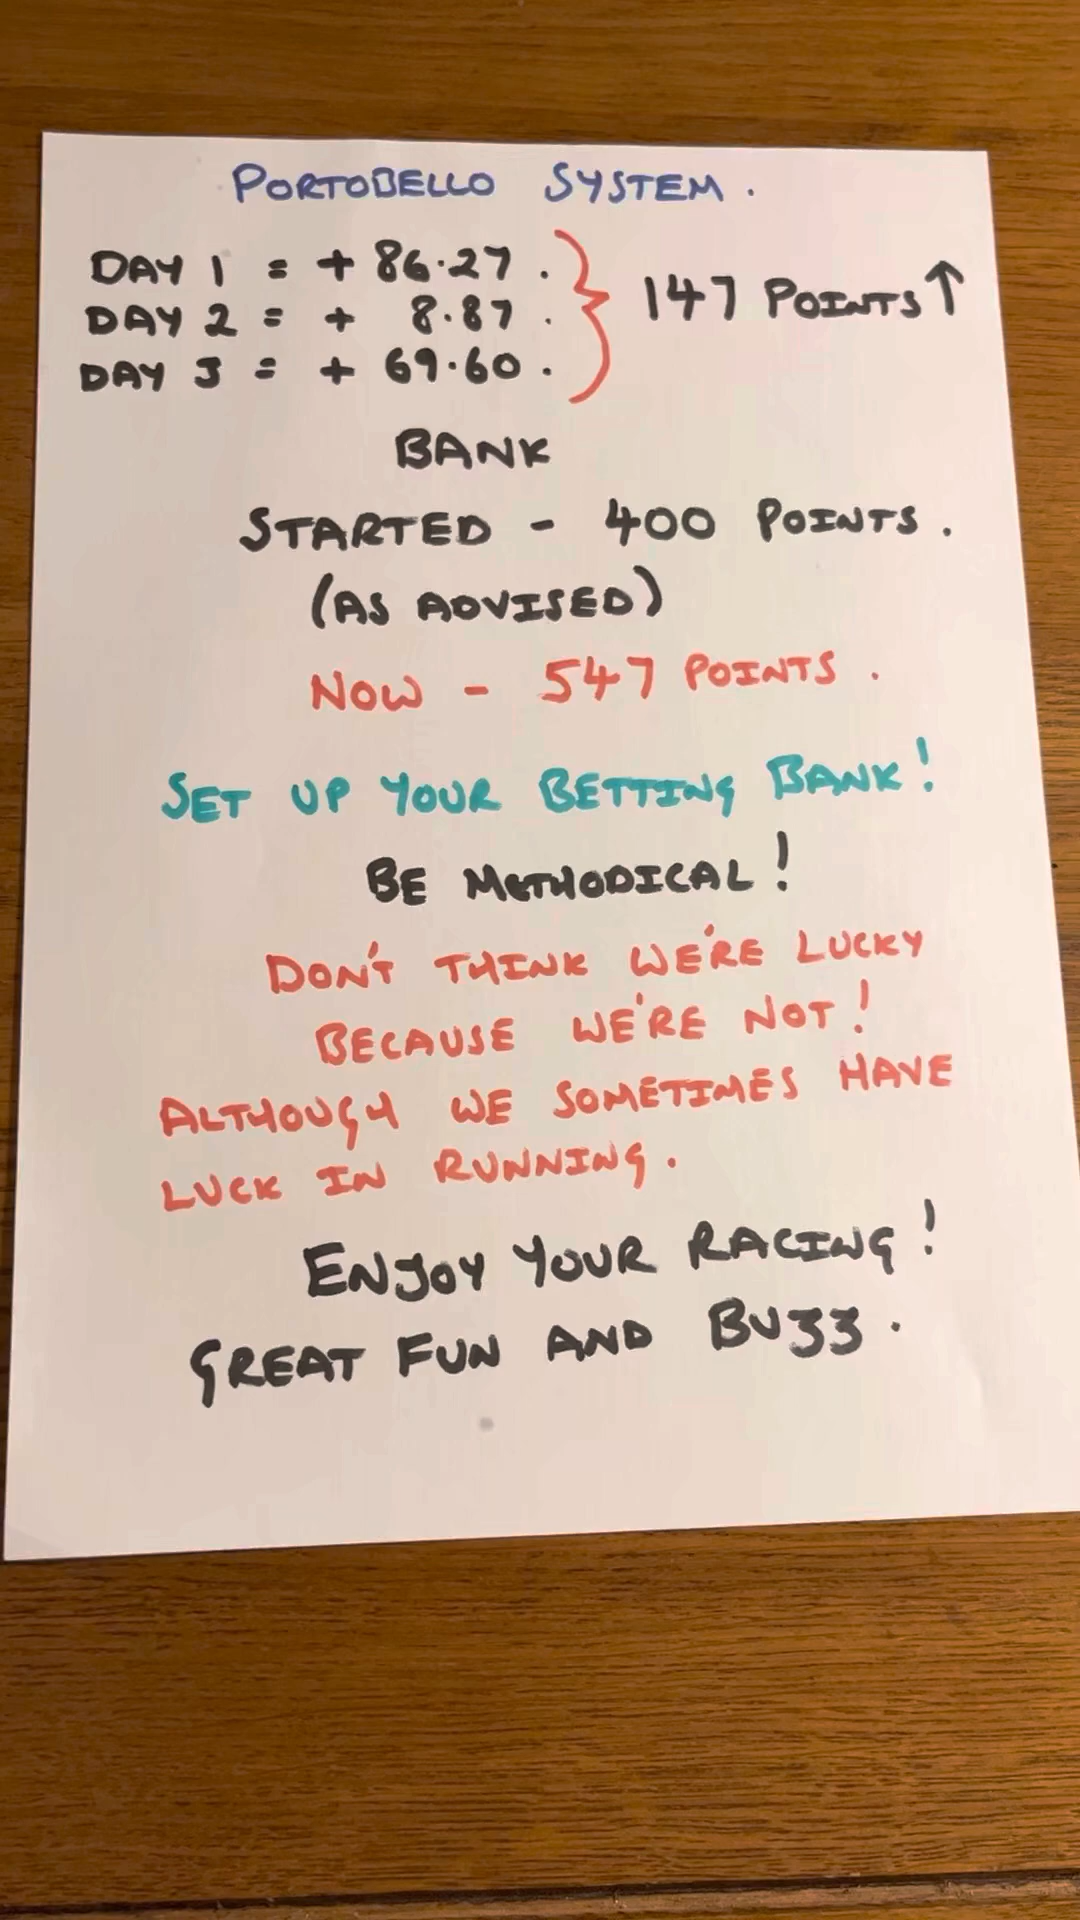 PORTOBELLO SYSTEM.
DAY 1 = + 86.27.
DAY 2 = + 8.87.
DAY 3 = + 69.60.
147 POINTS ↑
BANK
STARTED - 400 POINTS.
(AS ADVISED)
NOW - 547 POINTS.
SET UP YOUR BETTING BANK!
BE METHODICAL!
DON'T THINK WE'RE LUCKY
BECAUSE WE'RE NOT!
ALTHOUGH WE SOMETIMES HAVE
LUCK IN RUNNING.
ENJOY YOUR RACING!
GREAT FUN AND BUZZ.